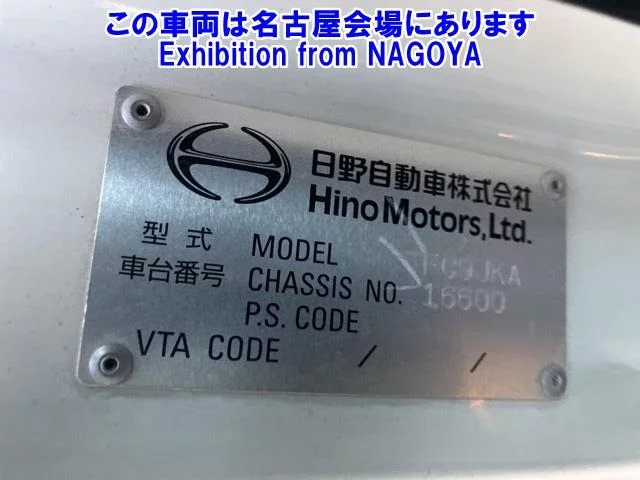 この車両は名古屋会場にあります
Exhibition from NAGOYA
日野自動車株式会社
Hino Motors, Ltd.
型式 MODEL FC9JKA
車台番号 CHASSIS NO. 16600
P.S. CODE
VTA CODE / /